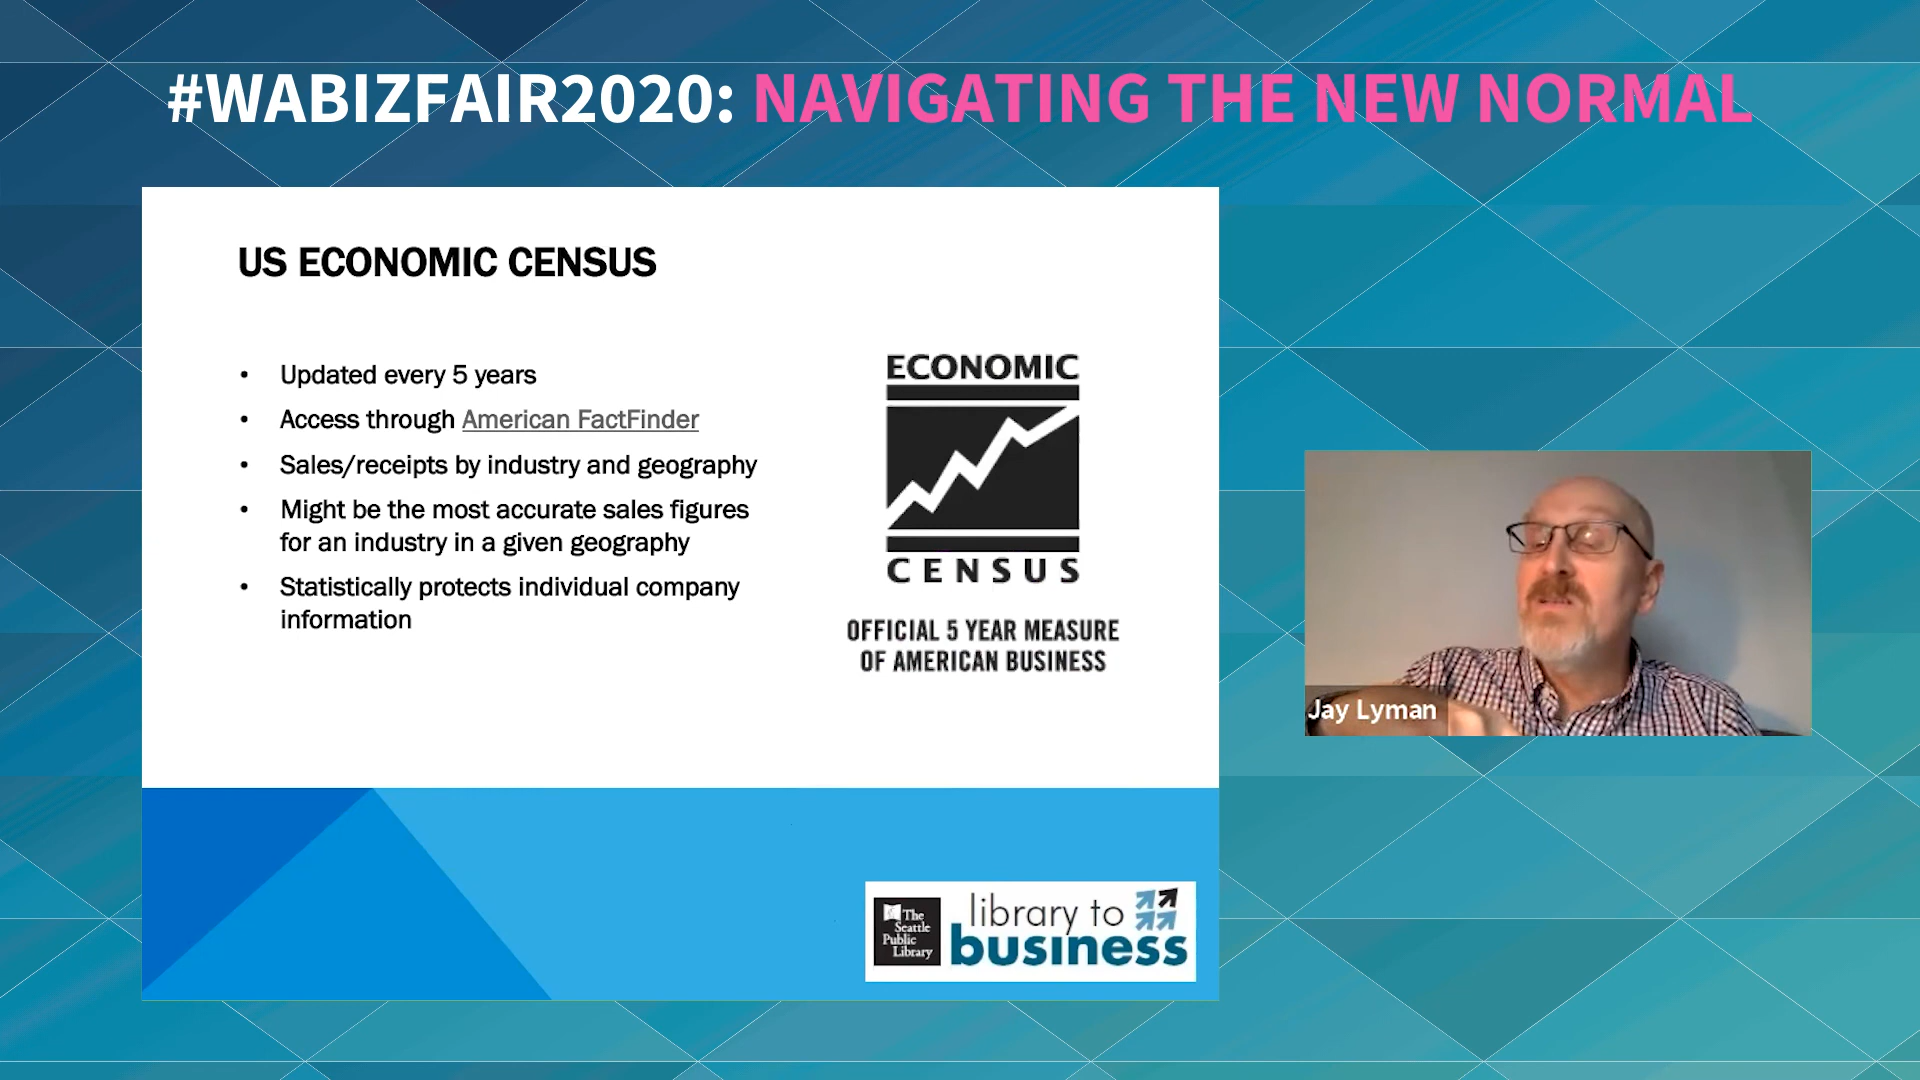 #WABIZFAIR2020: NAVIGATING THE NEW NORMAL
US ECONOMIC CENSUS
• Updated every 5 years
• Access through American FactFinder
• Sales/receipts by industry and geography
• Might be the most accurate sales figures
for an industry in a given geography
• Statistically protects individual company
information
ECONOMIC
CENSUS
OFFICIAL 5 YEAR MEASURE
OF AMERICAN BUSINESS
Jay Lyman
The
Seattle
Public
Library
library to
business